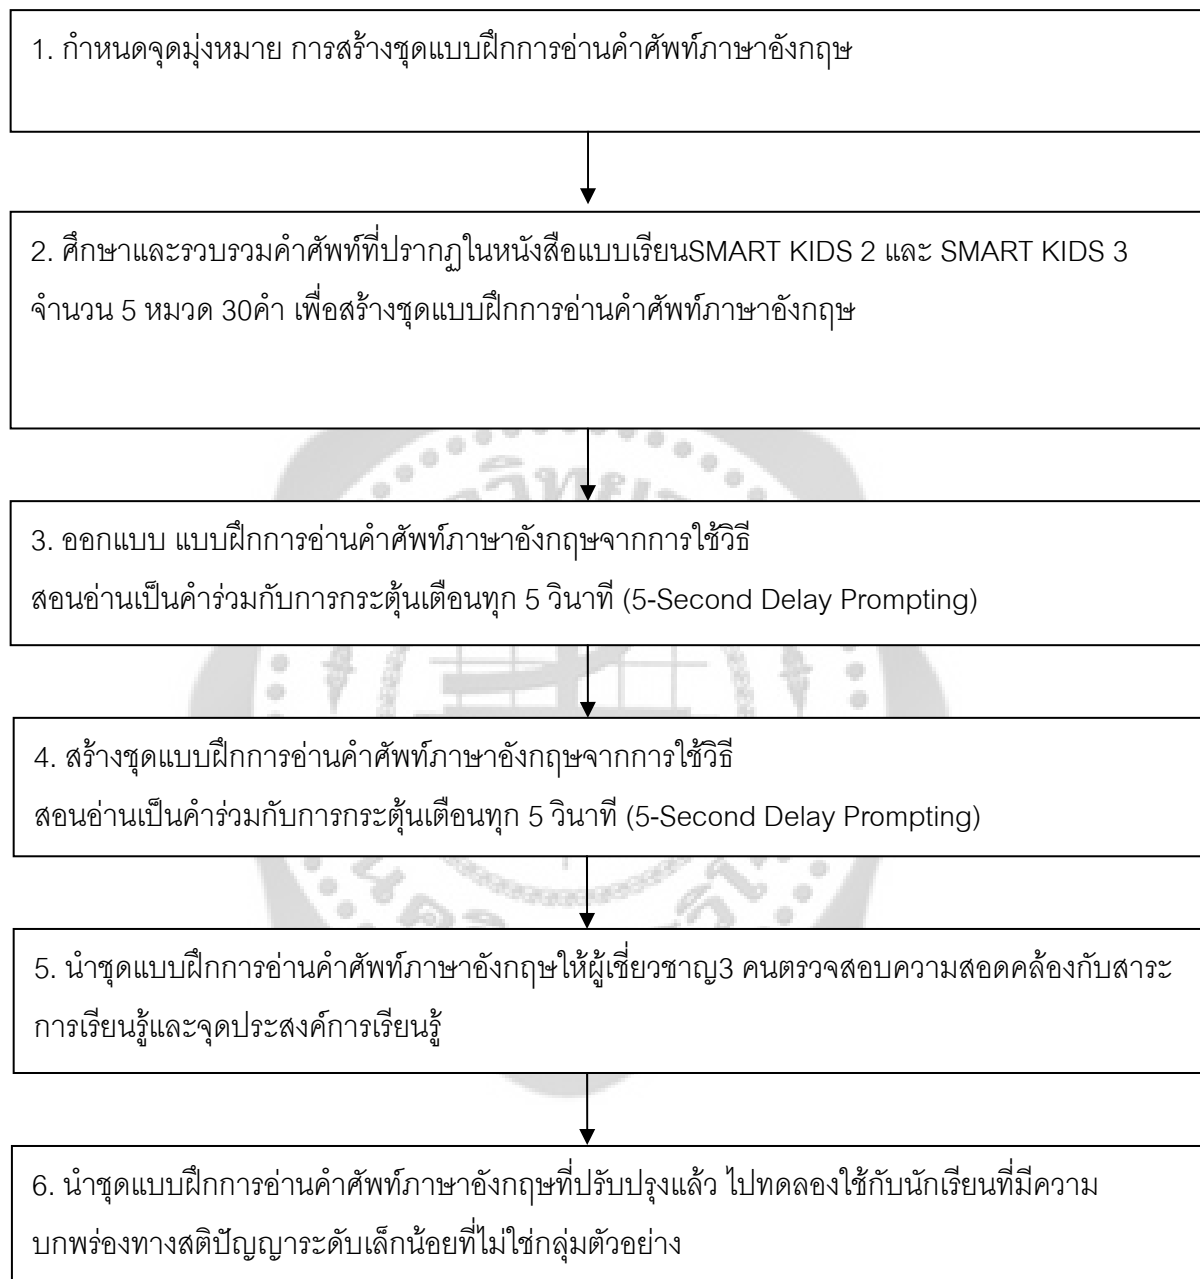 1. กำหนดจุดมุ่งหมาย การสร้างชุดแบบฝึกการอ่านคำศัพท์ภาษาอังกฤษ
2. ศึกษาและรวบรวมคำศัพท์ที่ปรากฏในหนังสือแบบเรียนSMART KIDS 2 และ SMART KIDS 3
จำนวน 5 หมวด 30คำ เพื่อสร้างชุดแบบฝึกการอ่านคำศัพท์ภาษาอังกฤษ
3. ออกแบบ แบบฝึกการอ่านคำศัพท์ภาษาอังกฤษจากการใช้วิธี
สอนอ่านเป็นคำร่วมกับการกระตุ้นเตือนทุก 5 วินาที (5-Second Delay Prompting)
4. สร้างชุดแบบฝึกการอ่านคำศัพท์ภาษาอังกฤษจากการใช้วิธี
สอนอ่านเป็นคำร่วมกับการกระตุ้นเตือนทุก 5 วินาที (5-Second Delay Prompting)
5. นำชุดแบบฝึกการอ่านคำศัพท์ภาษาอังกฤษให้ผู้เชี่ยวชาญ3 คนตรวจสอบความสอดคล้องกับสาระ
การเรียนรู้และจุดประสงค์การเรียนรู้
6. นำชุดแบบฝึกการอ่านคำศัพท์ภาษาอังกฤษที่ปรับปรุงแล้ว ไปทดลองใช้กับนักเรียนที่มีความ
บกพร่องทางสติปัญญาระดับเล็กน้อยที่ไม่ใช่กลุ่มตัวอย่าง